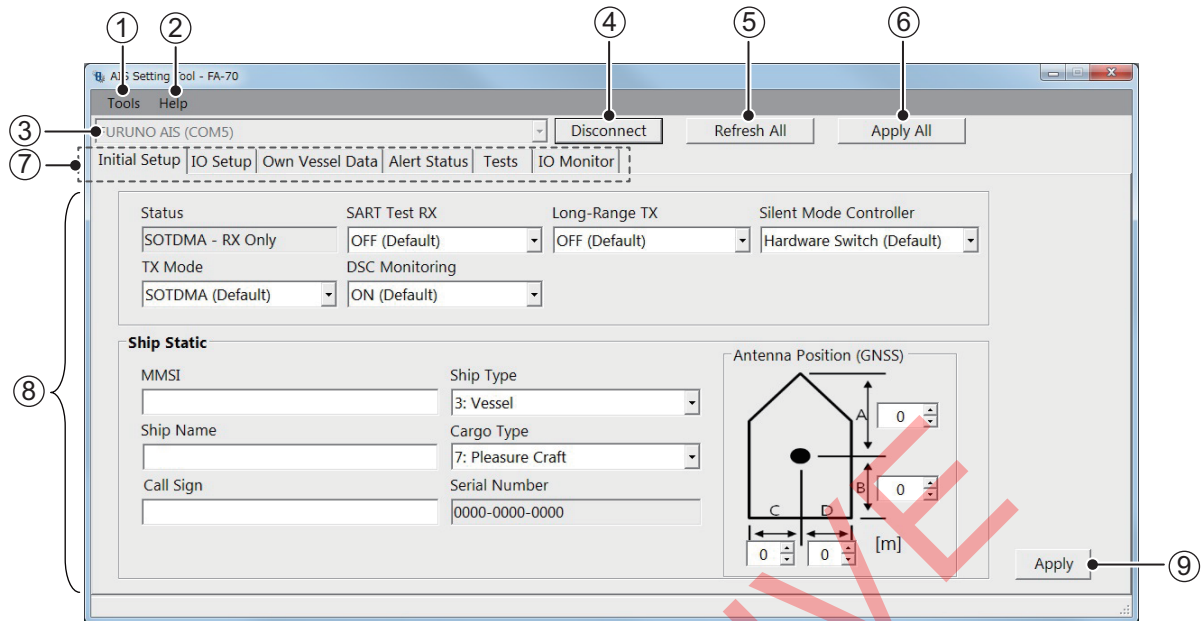 ① ② ④ ⑤ ⑥
AIS Setting Tool - FA-70
Tools Help
③ FURUNO AIS (COM5) Disconnect Refresh All Apply All
⑦ Initial Setup IO Setup Own Vessel Data Alert Status Tests IO Monitor
Status SART Test RX Long-Range TX Silent Mode Controller
SOTDMA - RX Only OFF (Default) OFF (Default) Hardware Switch (Default)
TX Mode DSC Monitoring
SOTDMA (Default) ON (Default)
Ship Static
Antenna Position (GNSS)
MMSI Ship Type
3: Vessel
⑧
A 0
Ship Name Cargo Type
7: Pleasure Craft
Call Sign Serial Number
B 0
0000-0000-0000
C D
0 0 [m]
Apply ⑨